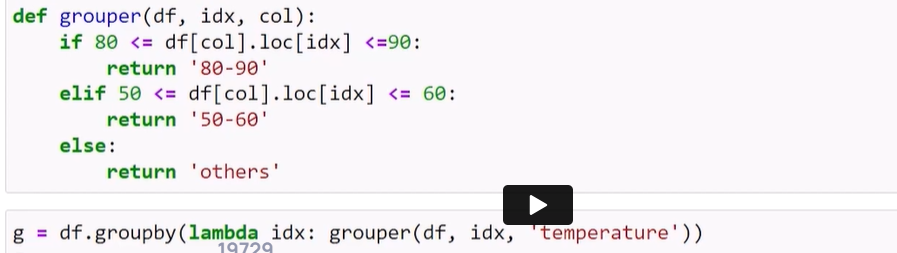 def grouper(df, idx, col):
    if 80 <= df[col].loc[idx] <=90:
        return '80-90'
    elif 50 <= df[col].loc[idx] <= 60:
        return '50-60'
    else:
        return 'others'
g = df.groupby(lambda idx: grouper(df, idx, 'temperature'))
19729